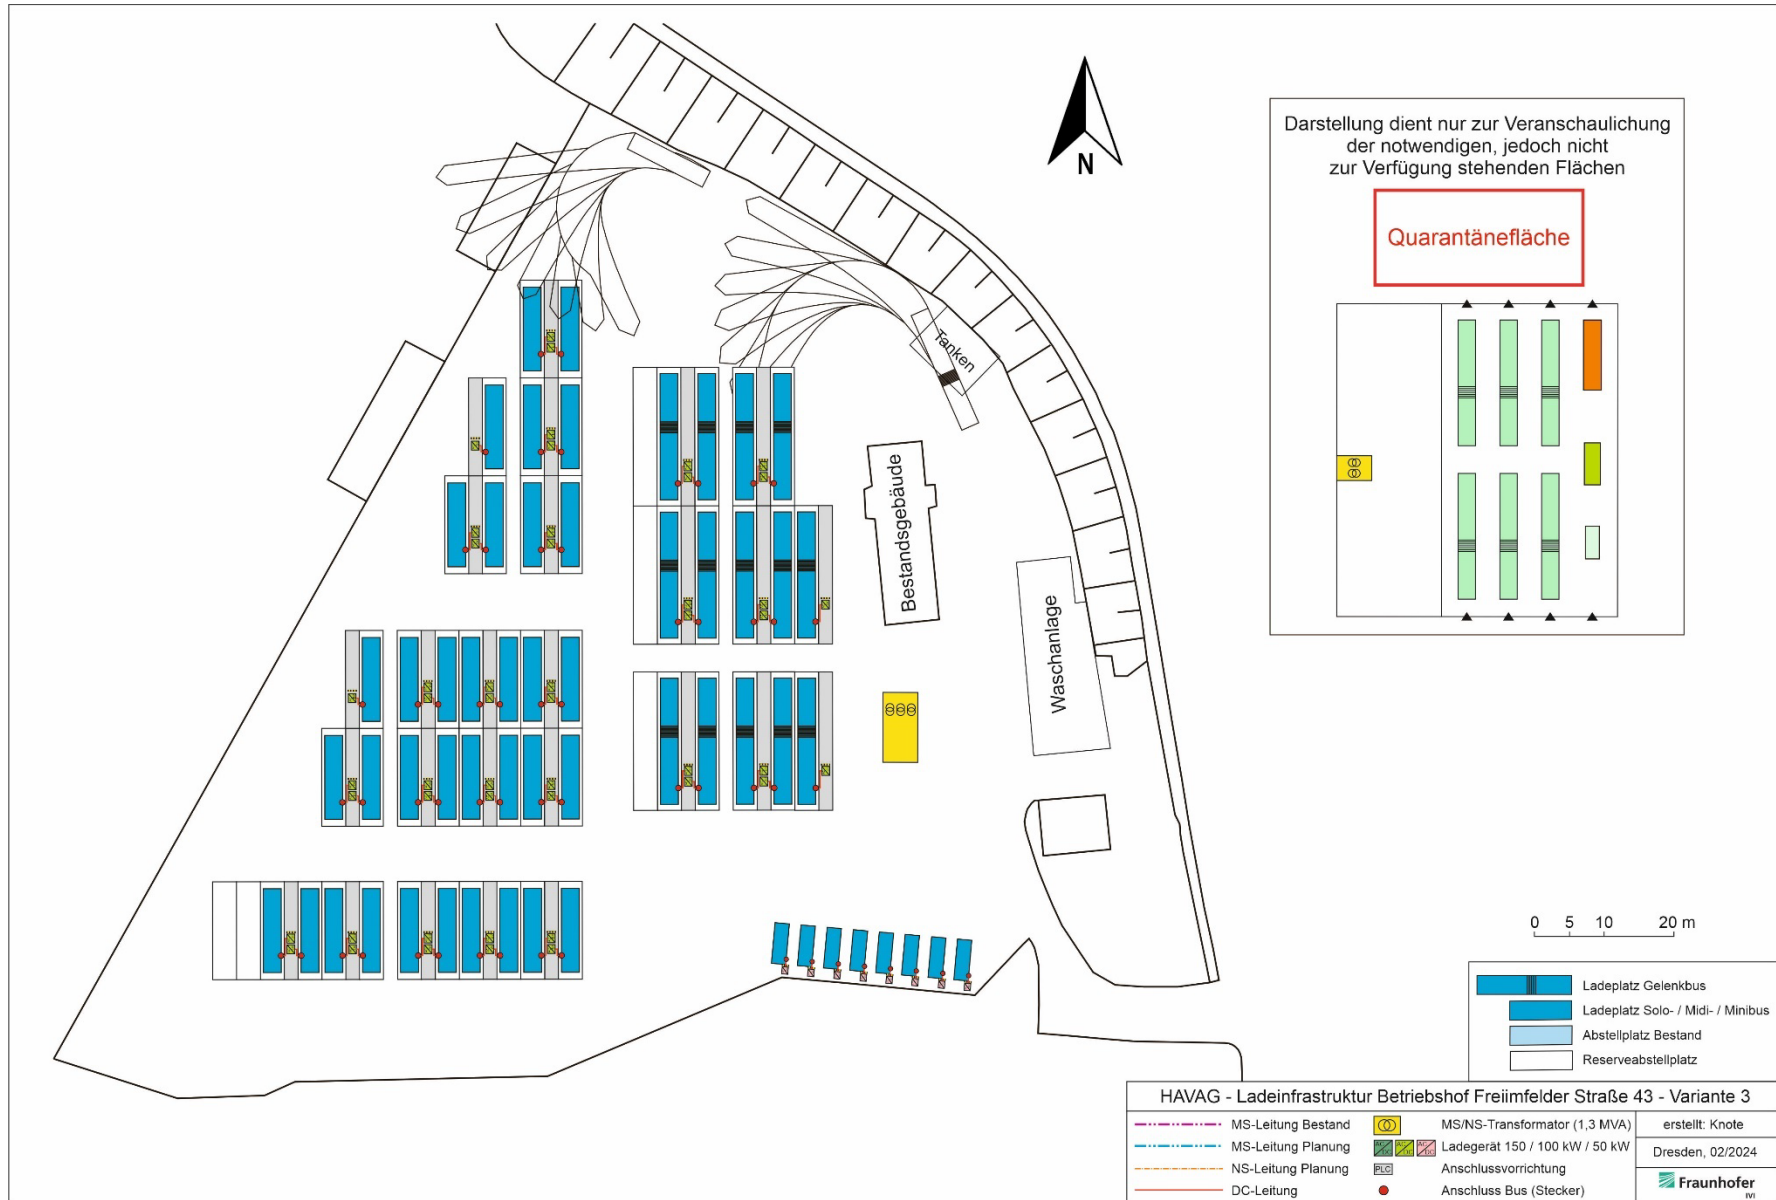 N
Darstellung dient nur zur Veranschaulichung
der notwendigen, jedoch nicht
zur Verfügung stehenden Flächen
Quarantänefläche
Tanken
Bestandsgebäude
Waschanlage
0 5 10 20 m
Ladeplatz Gelenkbus
Ladeplatz Solo- / Midi- / Minibus
Abstellplatz Bestand
Reserveabstellplatz
HAVAG - Ladeinfrastruktur Betriebshof Freiimfelder Straße 43 - Variante 3
MS-Leitung Bestand
MS-Leitung Planung
NS-Leitung Planung
DC-Leitung
MS/NS-Transformator (1,3 MVA)
Ladegerät 150 / 100 kW / 50 kW
PLC
Anschlussvorrichtung
Anschluss Bus (Stecker)
erstellt: Knote
Dresden, 02/2024
Fraunhofer
IVI